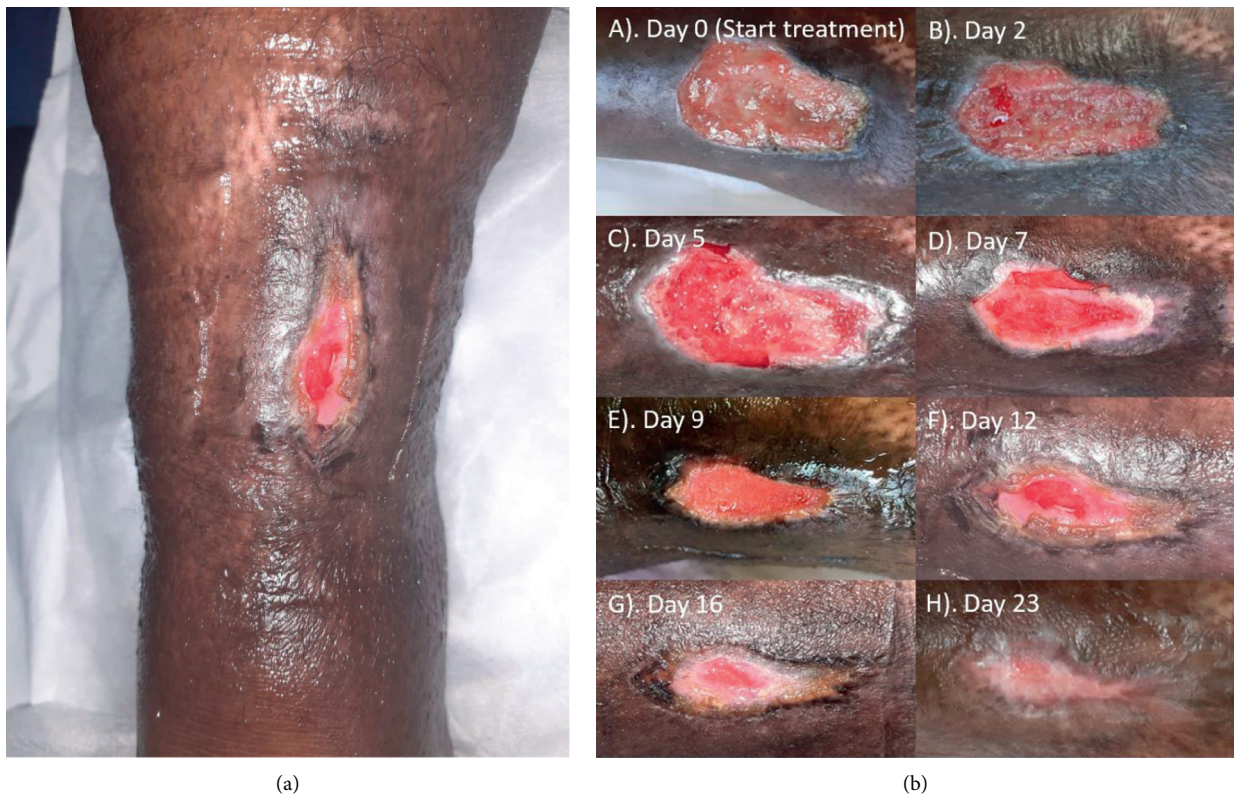 A). Day 0 (Start treatment)
B). Day 2
C). Day 5
D). Day 7
E). Day 9
F). Day 12
G). Day 16
H). Day 23
(a)
(b)